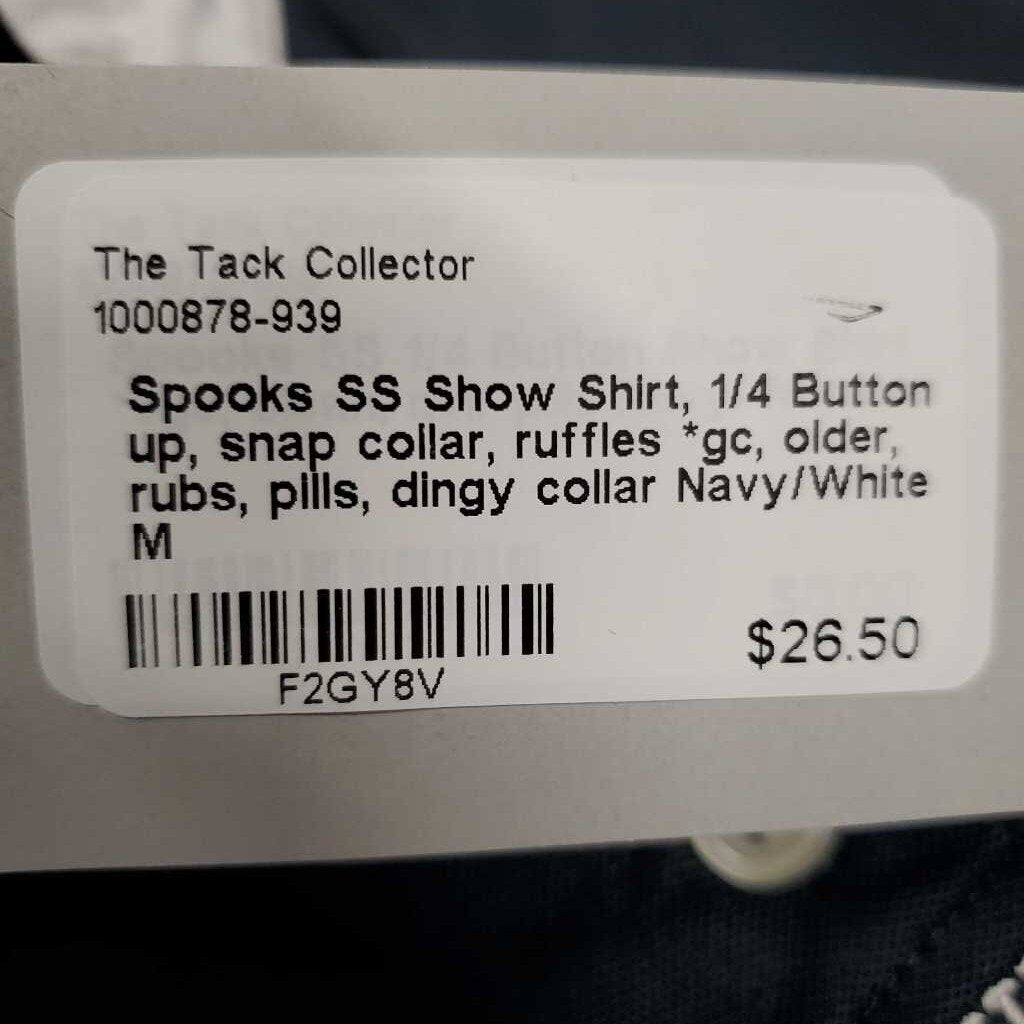 The Tack Collector
1000878-939
Spooks SS Show Shirt, 1/4 Button
up, snap collar, ruffles *gc, older,
rubs, pills, dingy collar Navy/White
M
F2GY8V
$26.50